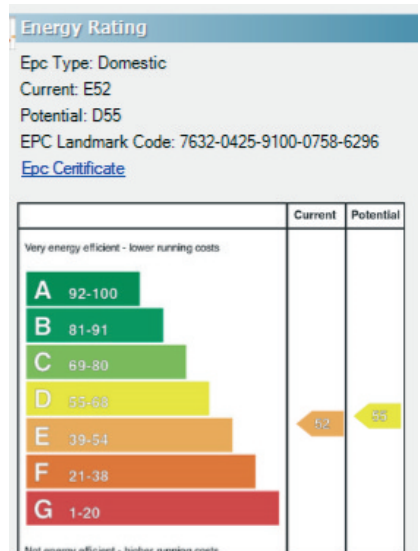 Energy Rating
Epc Type: Domestic
Current: E52
Potential: D55
EPC Landmark Code: 7632-0425-9100-0758-6296
Epc Ceritificate
Current Potential
Very energy efficient - lower running costs
A 92-100
B 81-91
C 69-80
D 55-68
E 39-54
F 21-38
G 1-20
52
55
Not energy efficient - higher running costs